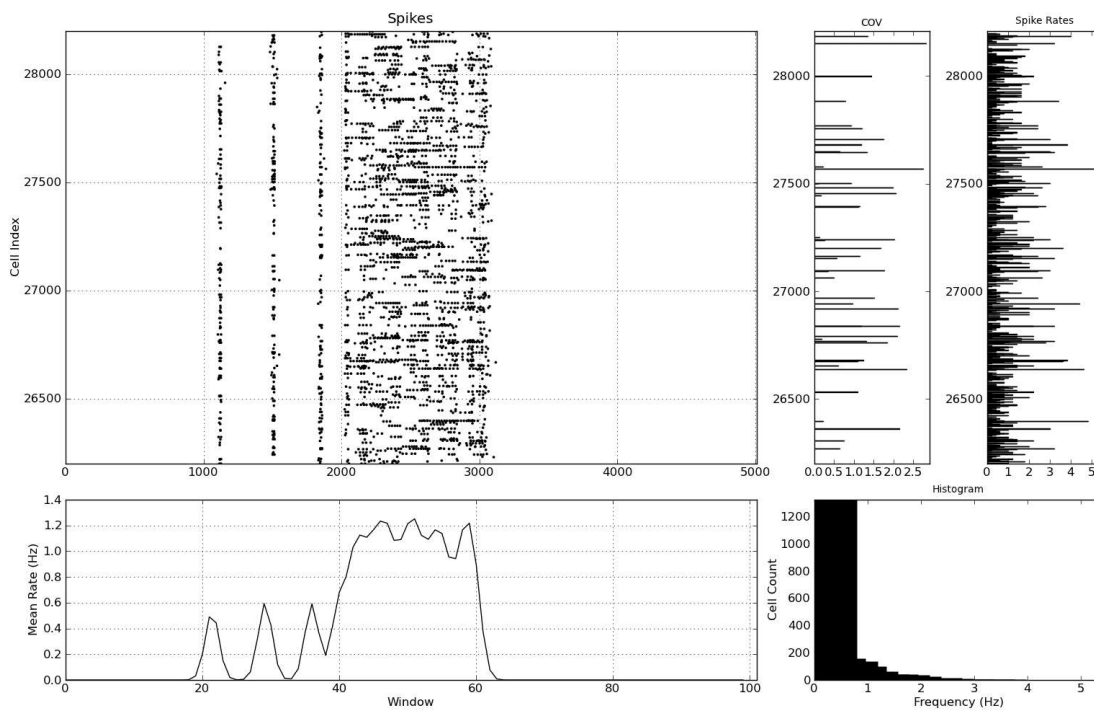 Spikes
Cell Index
28000
27500
27000
26500
0 1000 2000 3000 4000 5000
COV
28000
27500
27000
26500
0.0 0.5 1.0 1.5 2.0 2.5
Spike Rates
28000
27500
27000
26500
0 1 2 3 4 5
Mean Rate (Hz)
1.4
1.2
1.0
0.8
0.6
0.4
0.2
0.0
0 20 40 60 80 100
Window
Histogram
Cell Count
1200
1000
800
600
400
200
0
0 1 2 3 4 5
Frequency (Hz)